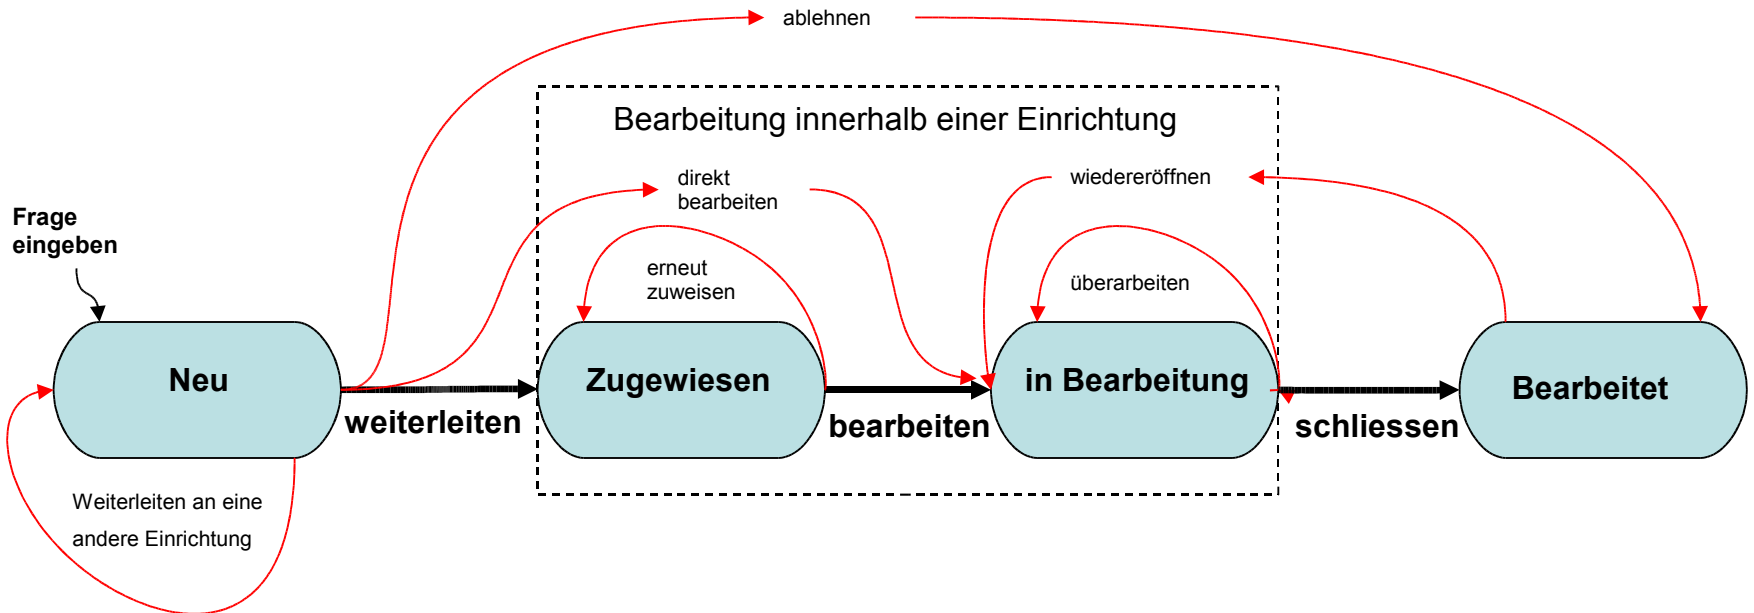 ablehnen
Bearbeitung innerhalb einer Einrichtung
direkt
bearbeiten
wiedereröffnen
Frage
eingeben
erneut
zuweisen
überarbeiten
Neu
Zugewiesen
in Bearbeitung
Bearbeitet
weiterleiten
bearbeiten
schliessen
Weiterleiten an eine
andere Einrichtung